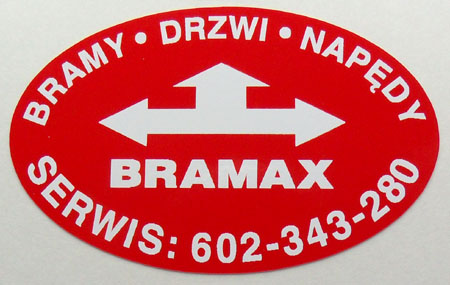 BRAMY • DRZWI • NAPĘDY
BRAMAX
SERWIS: 602-343-280